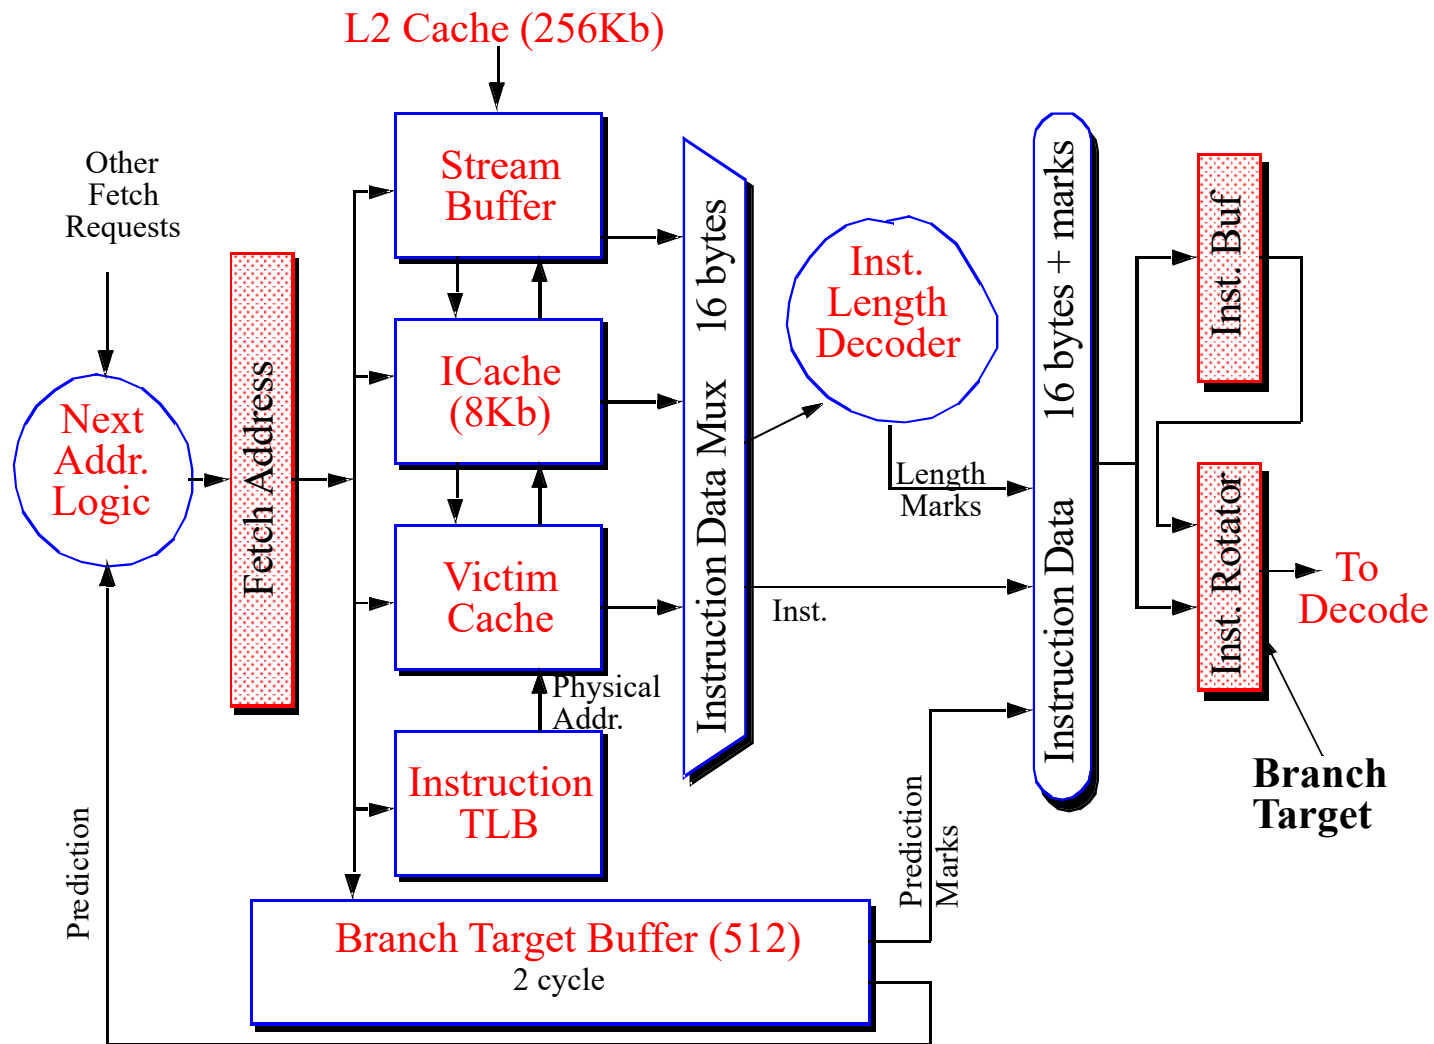 L2 Cache (256Kb)
Other
Fetch
Requests
Next
Addr.
Logic
Fetch Address
Stream
Buffer
ICache
(8Kb)
Victim
Cache
Physical
Addr.
Instruction
TLB
Branch Target Buffer (512)
2 cycle
Prediction
Instruction Data Mux 16 bytes
Inst.
Length
Decoder
Length
Marks
Inst.
Prediction
Marks
Instruction Data 16 bytes + marks
Inst. Buf
Inst. Rotator
To
Decode
Branch
Target